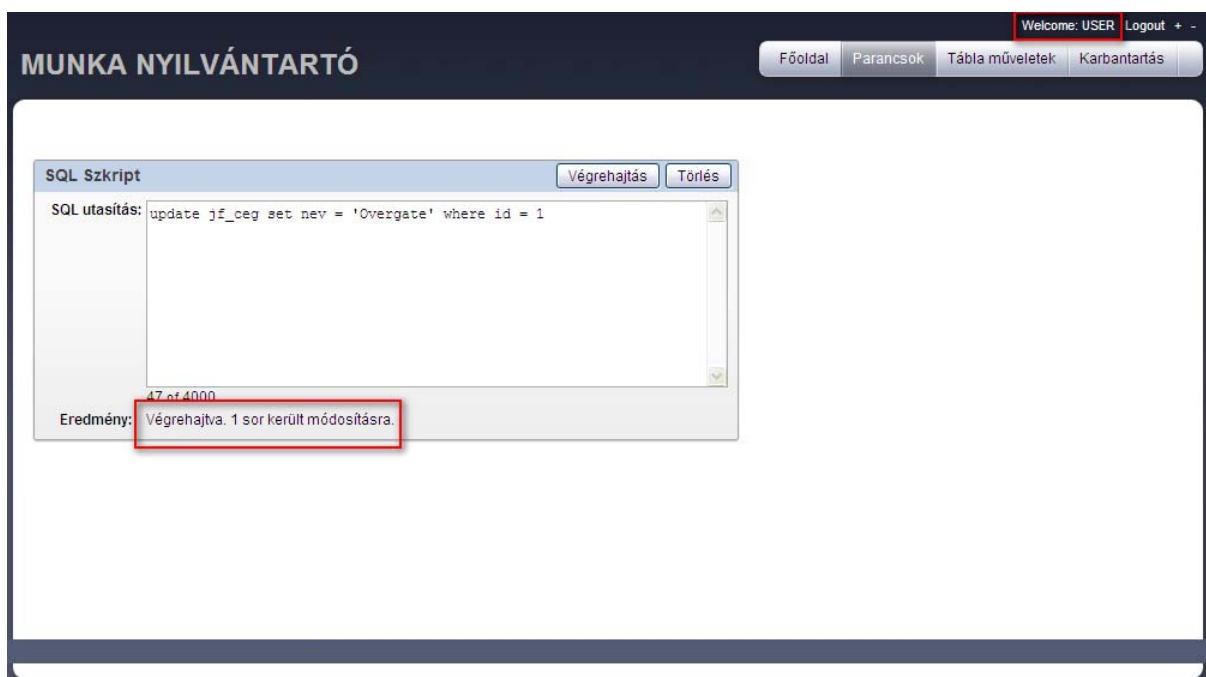 Welcome: USER Logout + -
MUNKA NYILVÁNTARTÓ
Főoldal Parancsok Tábla műveletek Karbantartás
SQL Szkript Végrehajtás Törlés
SQL utasítás: update jf_ceg set nev = 'Overgate' where id = 1
47 of 4000
Eredmény: Végrehajtva. 1 sor került módosításra.